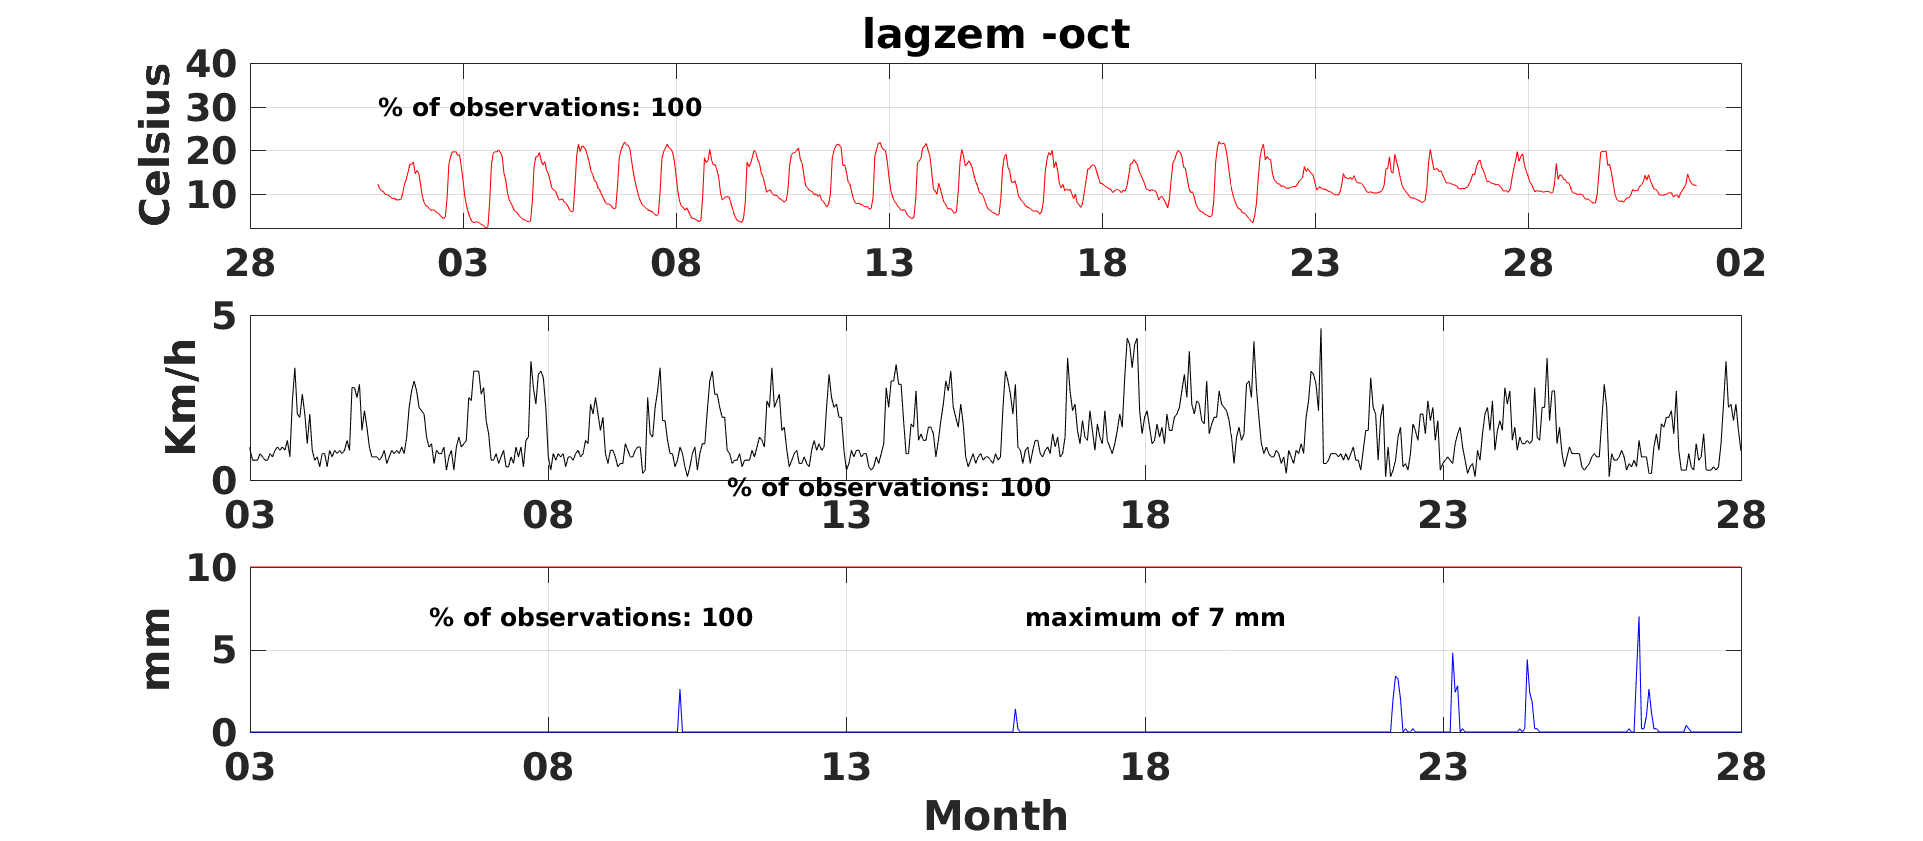 lagzem -oct
40
30
20
10
Celsius
% of observations: 100
28 03 08 13 18 23 28 02
5
0
Km/h
% of observations: 100
03 08 13 18 23 28
10
5
0
mm
% of observations: 100 maximum of 7 mm
03 08 13 18 23 28
Month